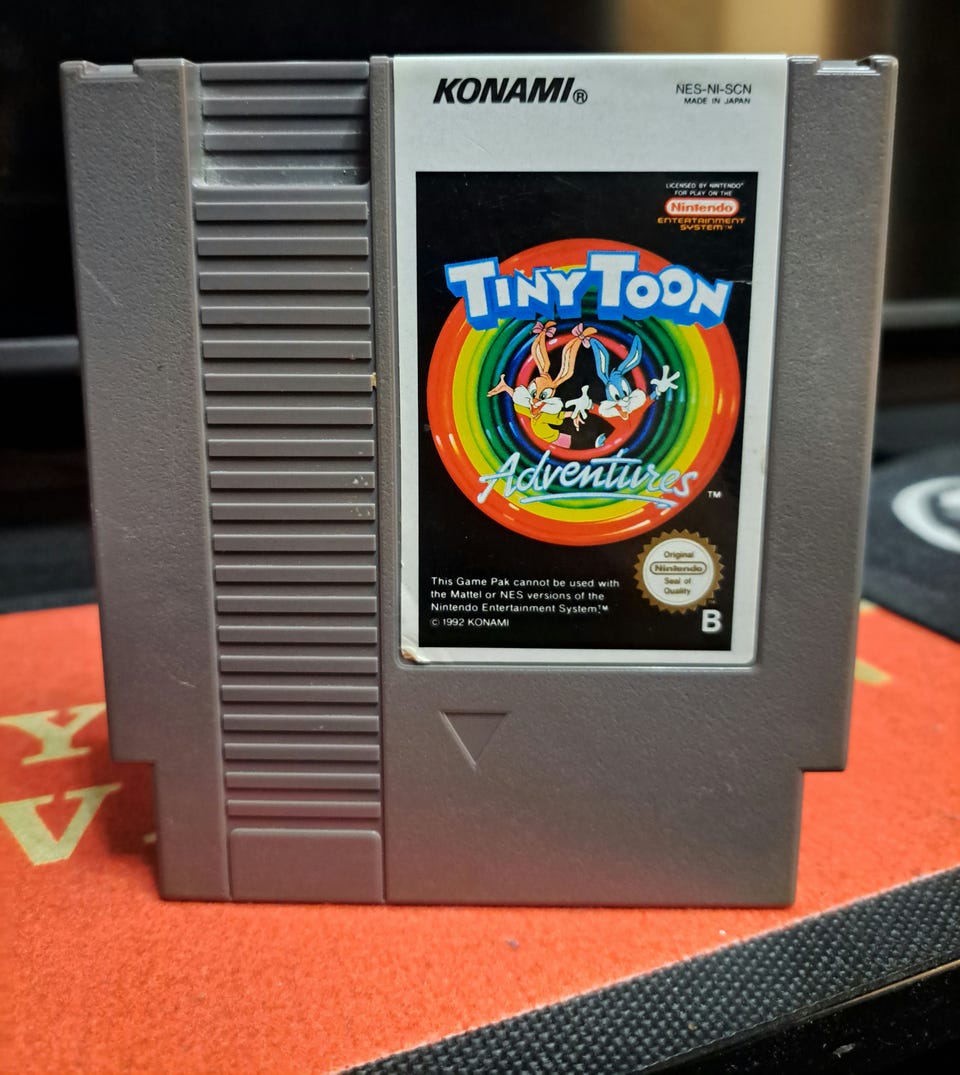 KONAMI®
NES-NI-SCN
MADE IN JAPAN
LICENSED BY NINTENDO®
FOR PLAY ON THE
Nintendo
ENTERTAINMENT
SYSTEM™
TINY TOON
Adventures™
Original
Nintendo
Seal of
Quality
This Game Pak cannot be used with
the Mattel or NES versions of the
Nintendo Entertainment System.™
© 1992 KONAMI
B
Y
V